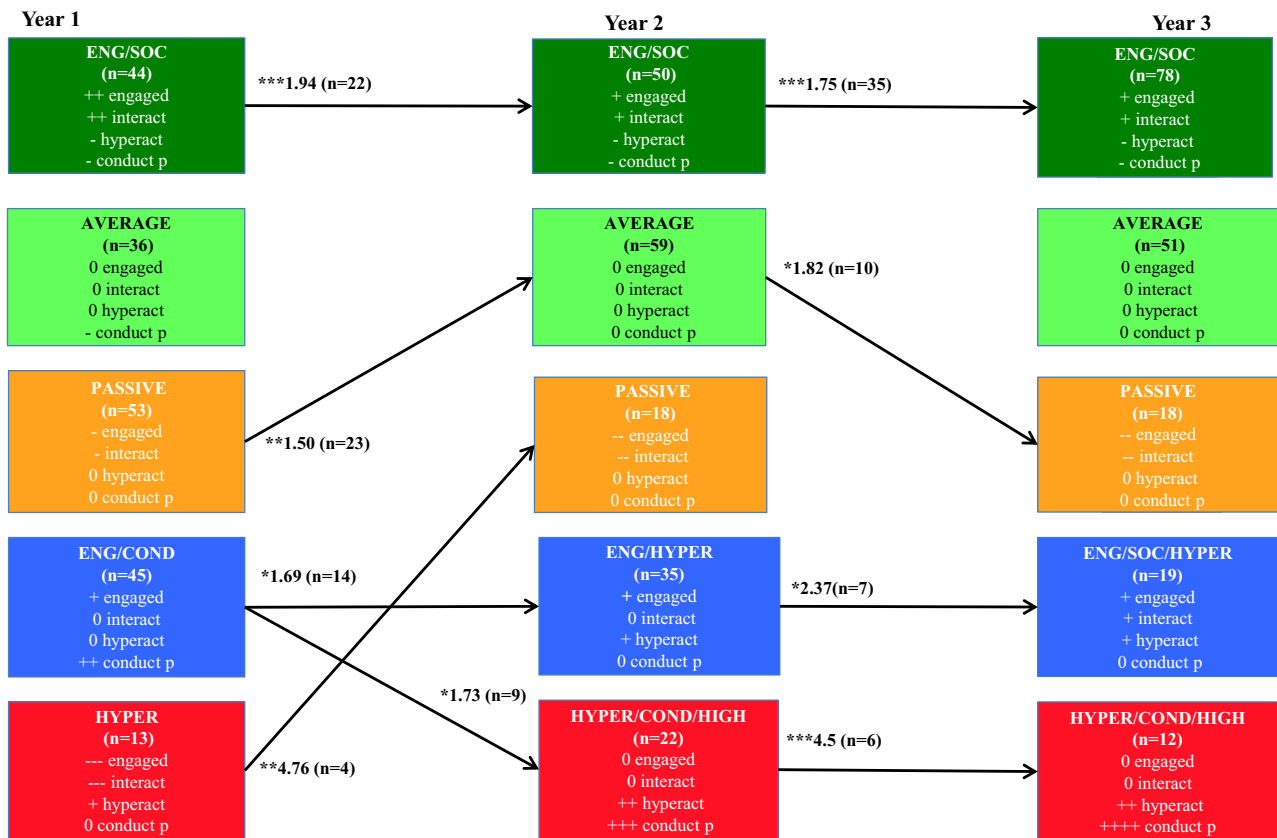 Year 1
ENG/SOC
(n=44)
++ engaged
++ interact
- hyperact
- conduct p
AVERAGE
(n=36)
0 engaged
0 interact
0 hyperact
- conduct p
PASSIVE
(n=53)
- engaged
- interact
0 hyperact
0 conduct p
ENG/COND
(n=45)
+ engaged
0 interact
0 hyperact
++ conduct p
HYPER
(n=13)
--- engaged
--- interact
+ hyperact
0 conduct p
***1.94 (n=22)
**1.50 (n=23)
*1.69 (n=14)
*1.73 (n=9)
**4.76 (n=4)
Year 2
ENG/SOC
(n=50)
+ engaged
+ interact
- hyperact
- conduct p
AVERAGE
(n=59)
0 engaged
0 interact
0 hyperact
0 conduct p
PASSIVE
(n=18)
-- engaged
-- interact
0 hyperact
0 conduct p
ENG/HYPER
(n=35)
+ engaged
0 interact
+ hyperact
0 conduct p
HYPER/COND/HIGH
(n=22)
0 engaged
0 interact
++ hyperact
+++ conduct p
***1.75 (n=35)
*1.82 (n=10)
*2.37(n=7)
***4.5 (n=6)
Year 3
ENG/SOC
(n=78)
+ engaged
+ interact
- hyperact
- conduct p
AVERAGE
(n=51)
0 engaged
0 interact
0 hyperact
0 conduct p
PASSIVE
(n=18)
-- engaged
-- interact
0 hyperact
0 conduct p
ENG/SOC/HYPER
(n=19)
+ engaged
+ interact
+ hyperact
0 conduct p
HYPER/COND/HIGH
(n=12)
0 engaged
0 interact
++ hyperact
++++ conduct p